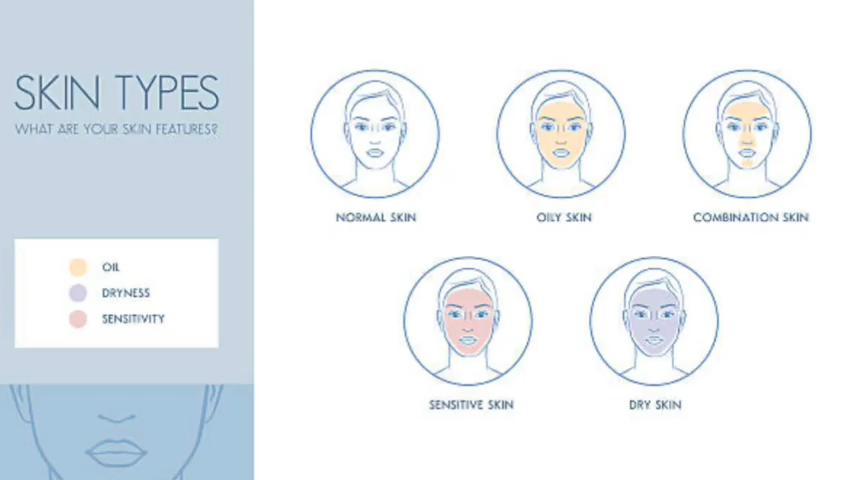 SKIN TYPES
WHAT ARE YOUR SKIN FEATURES?
OIL
DRYNESS
SENSITIVITY
NORMAL SKIN
OILY SKIN
COMBINATION SKIN
SENSITIVE SKIN
DRY SKIN